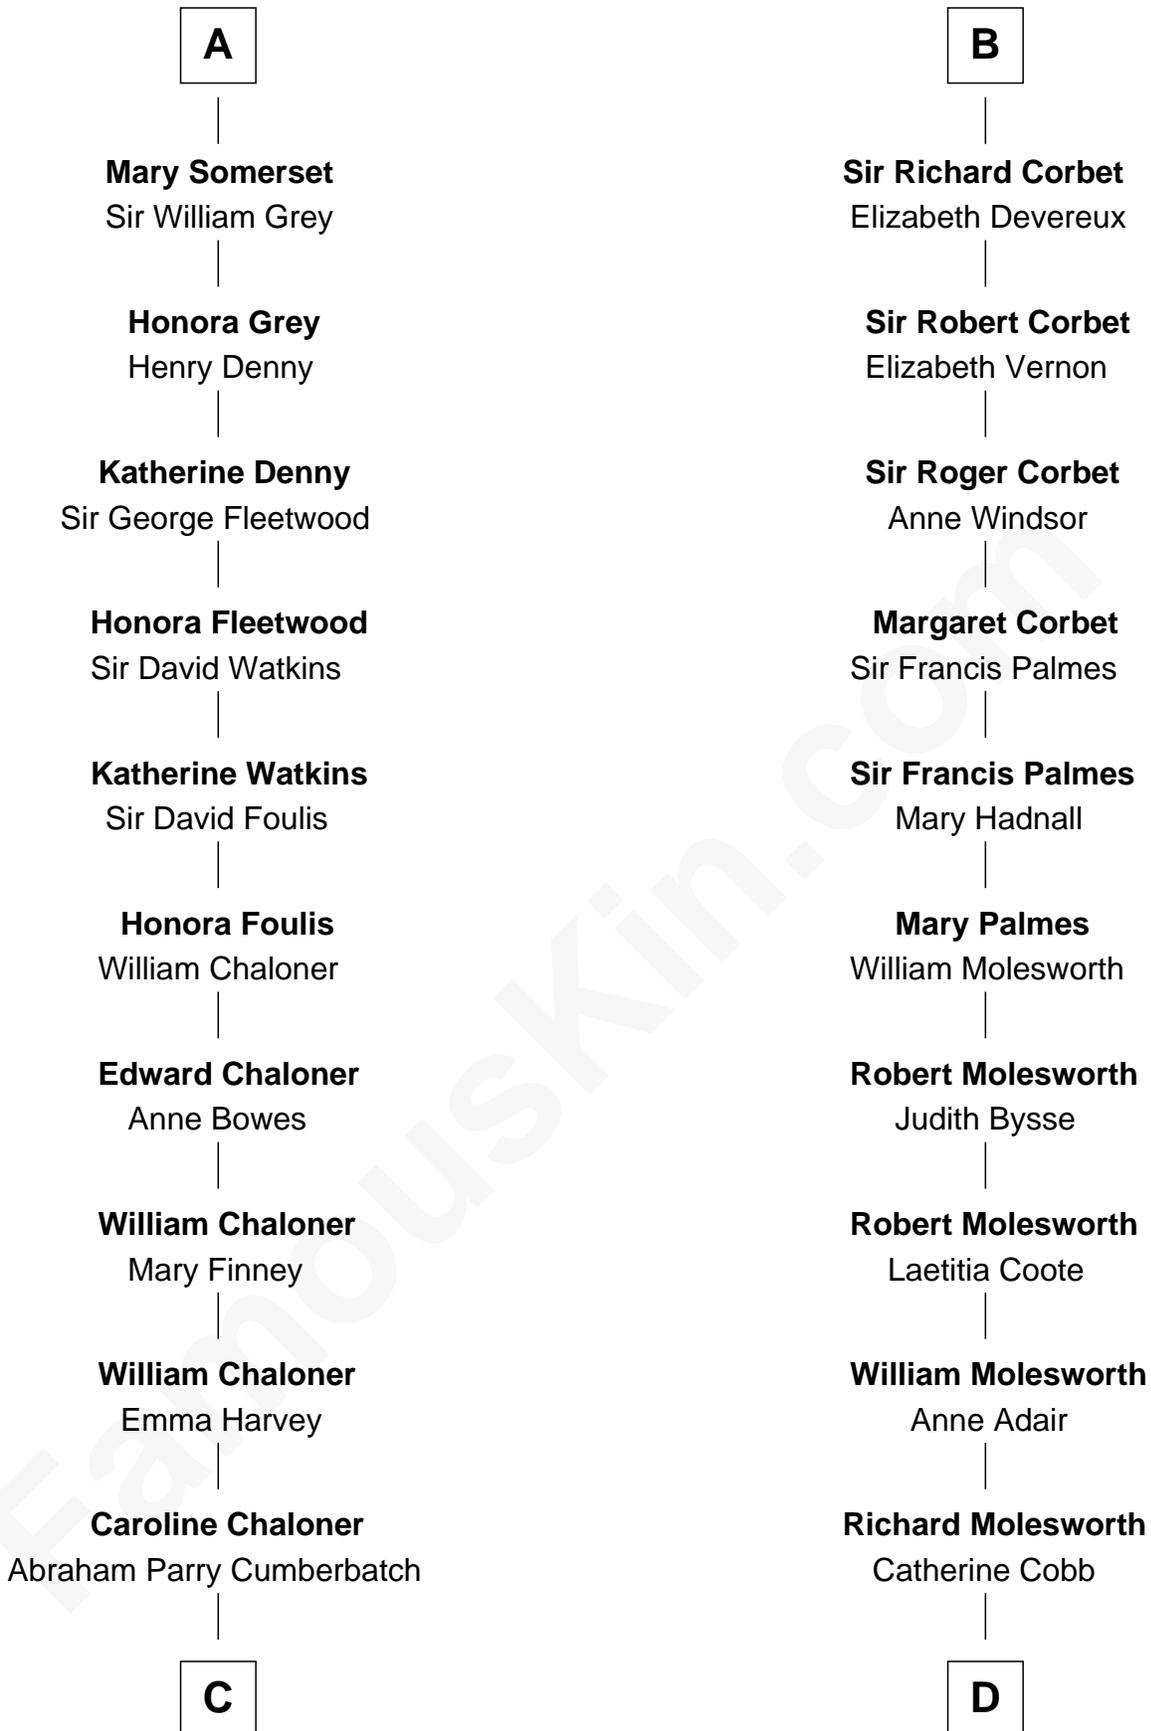 A
Mary Somerset
Sir William Grey
Honora Grey
Henry Denny
Katherine Denny
Sir George Fleetwood
Honora Fleetwood
Sir David Watkins
Katherine Watkins
Sir David Foulis
Honora Foulis
William Chaloner
Edward Chaloner
Anne Bowes
William Chaloner
Mary Finney
William Chaloner
Emma Harvey
Caroline Chaloner
Abraham Parry Cumberbatch
C
B
Sir Richard Corbet
Elizabeth Devereux
Sir Robert Corbet
Elizabeth Vernon
Sir Roger Corbet
Anne Windsor
Margaret Corbet
Sir Francis Palmes
Sir Francis Palmes
Mary Hadnall
Mary Palmes
William Molesworth
Robert Molesworth
Judith Bysse
Robert Molesworth
Laetitia Coote
William Molesworth
Anne Adair
Richard Molesworth
Catherine Cobb
D
FamousKin.com